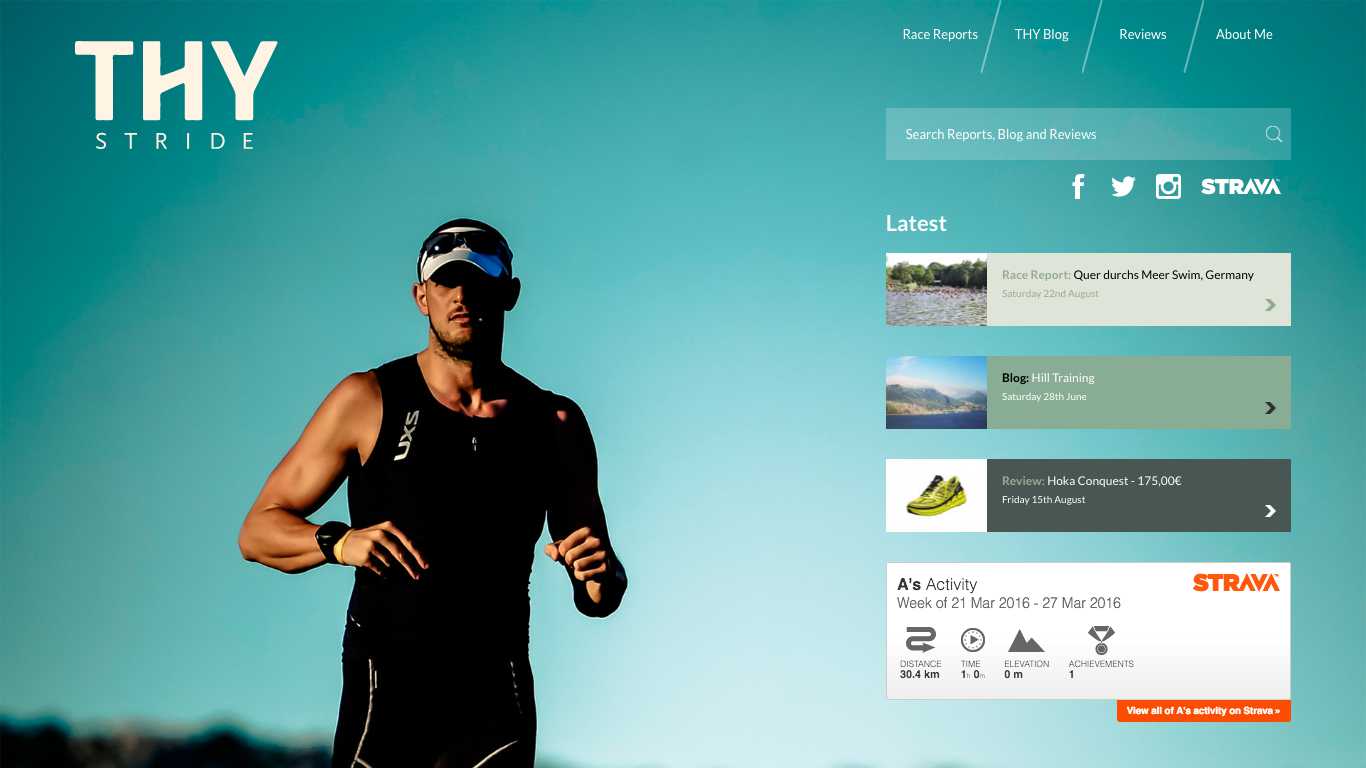 THY
STRIDE
Race Reports
THY Blog
Reviews
About Me
Search Reports, Blog and Reviews
STRAVA
Latest
Race Report: Quer durchs Meer Swim, Germany
Saturday 22nd August
Blog: Hill Training
Saturday 28th June
Review: Hoka Conquest - 175,00€
Friday 15th August
2XU
A's Activity
STRAVA
Week of 21 Mar 2016 - 27 Mar 2016
DISTANCE
30.4 km
TIME
1h 0m
ELEVATION
0 m
ACHIEVEMENTS
1
View all of A's activity on Strava »